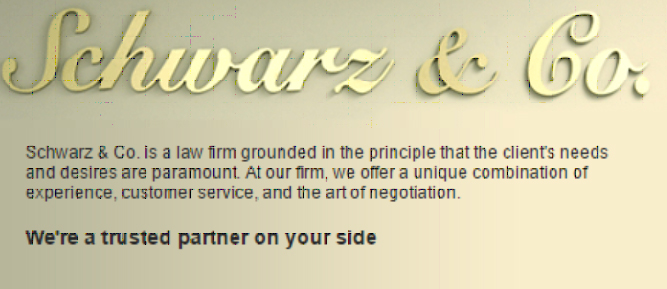 Schwarz & Co.
Schwarz & Co. is a law firm grounded in the principle that the client's needs
and desires are paramount. At our firm, we offer a unique combination of
experience, customer service, and the art of negotiation.
We're a trusted partner on your side